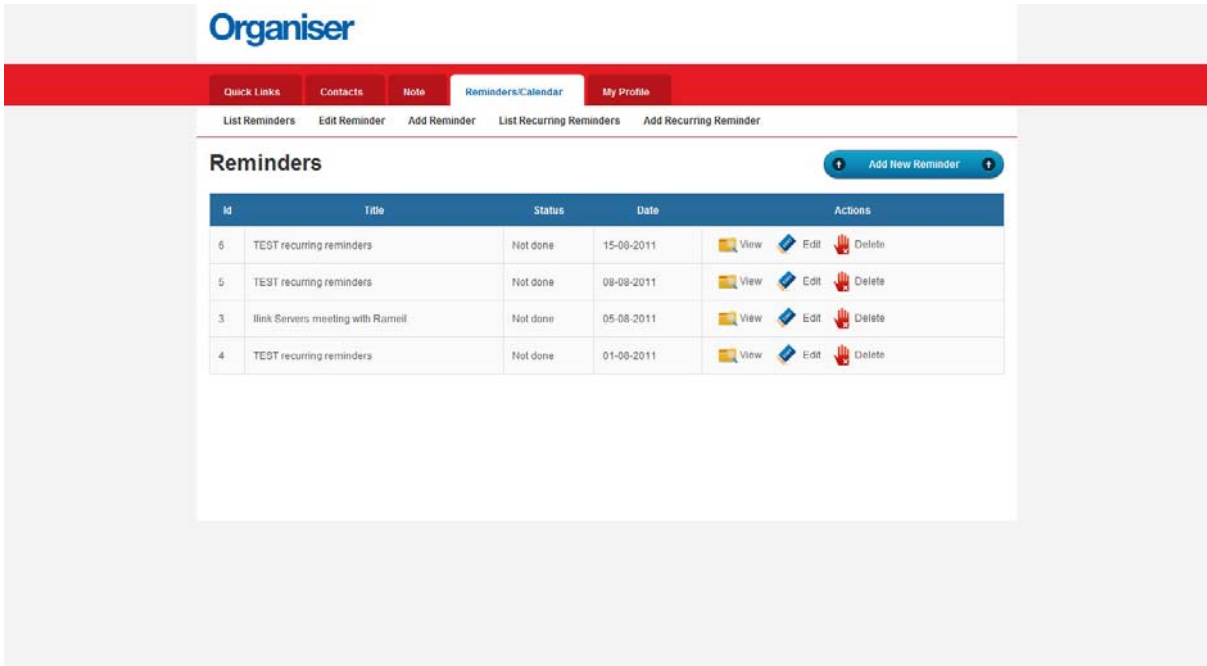 Organiser
Quick Links Contacts Note Reminders/Calendar My Profile
List Reminders Edit Reminder Add Reminder List Recurring Reminders Add Recurring Reminder
Reminders Add New Reminder
Id Title Status Date Actions
6 TEST recurring reminders Not done 15-08-2011 View Edit Delete
5 TEST recurring reminders Not done 08-08-2011 View Edit Delete
3 Ilink Servers meeting with Rameil Not done 05-08-2011 View Edit Delete
4 TEST recurring reminders Not done 01-08-2011 View Edit Delete